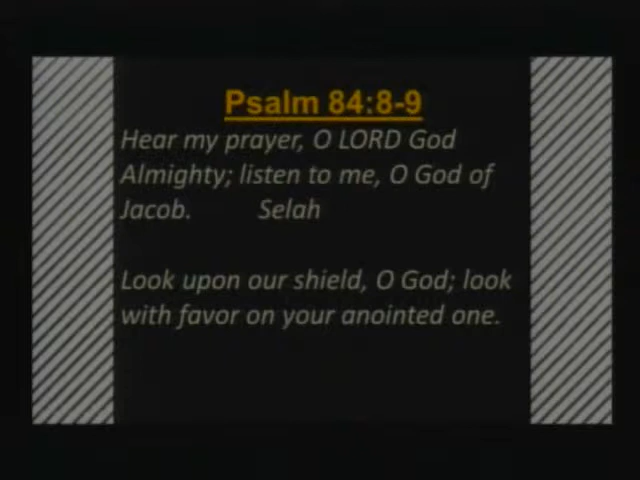 Psalm 84:8-9
Hear my prayer, O LORD God
Almighty; listen to me, O God of
Jacob. Selah
Look upon our shield, O God; look
with favor on your anointed one.